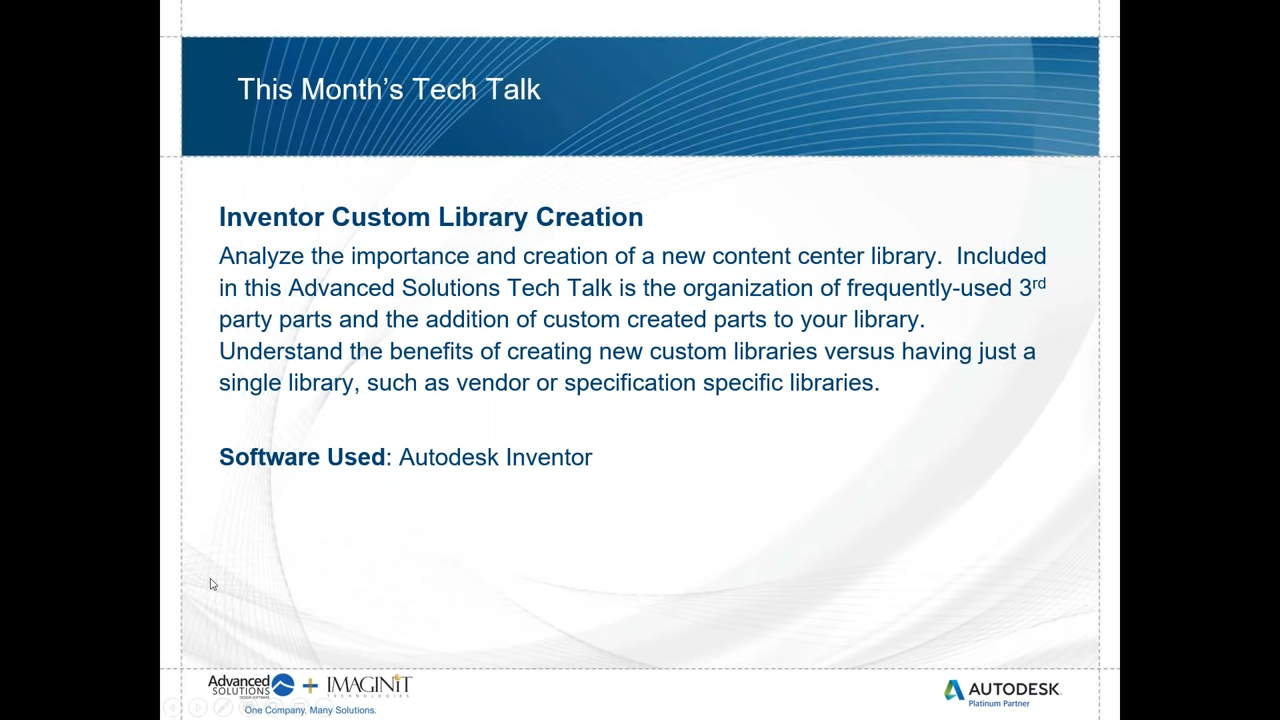 This Month’s Tech Talk
Inventor Custom Library Creation
Analyze the importance and creation of a new content center library.  Included
in this Advanced Solutions Tech Talk is the organization of frequently-used 3rd
party parts and the addition of custom created parts to your library.
Understand the benefits of creating new custom libraries versus having just a
single library, such as vendor or specification specific libraries.
Software Used: Autodesk Inventor
Advanced
SOLUTIONS
DESIGN SOFTWARE
+
IMAGINiT
TECHNOLOGIES
One Company. Many Solutions.
AUTODESK
Platinum Partner